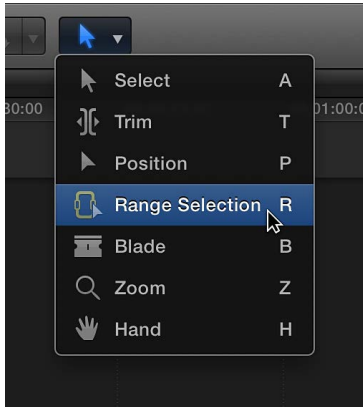 30:00
01:00:0
Select A
Trim T
Position P
Range Selection R
Blade B
Zoom Z
Hand H